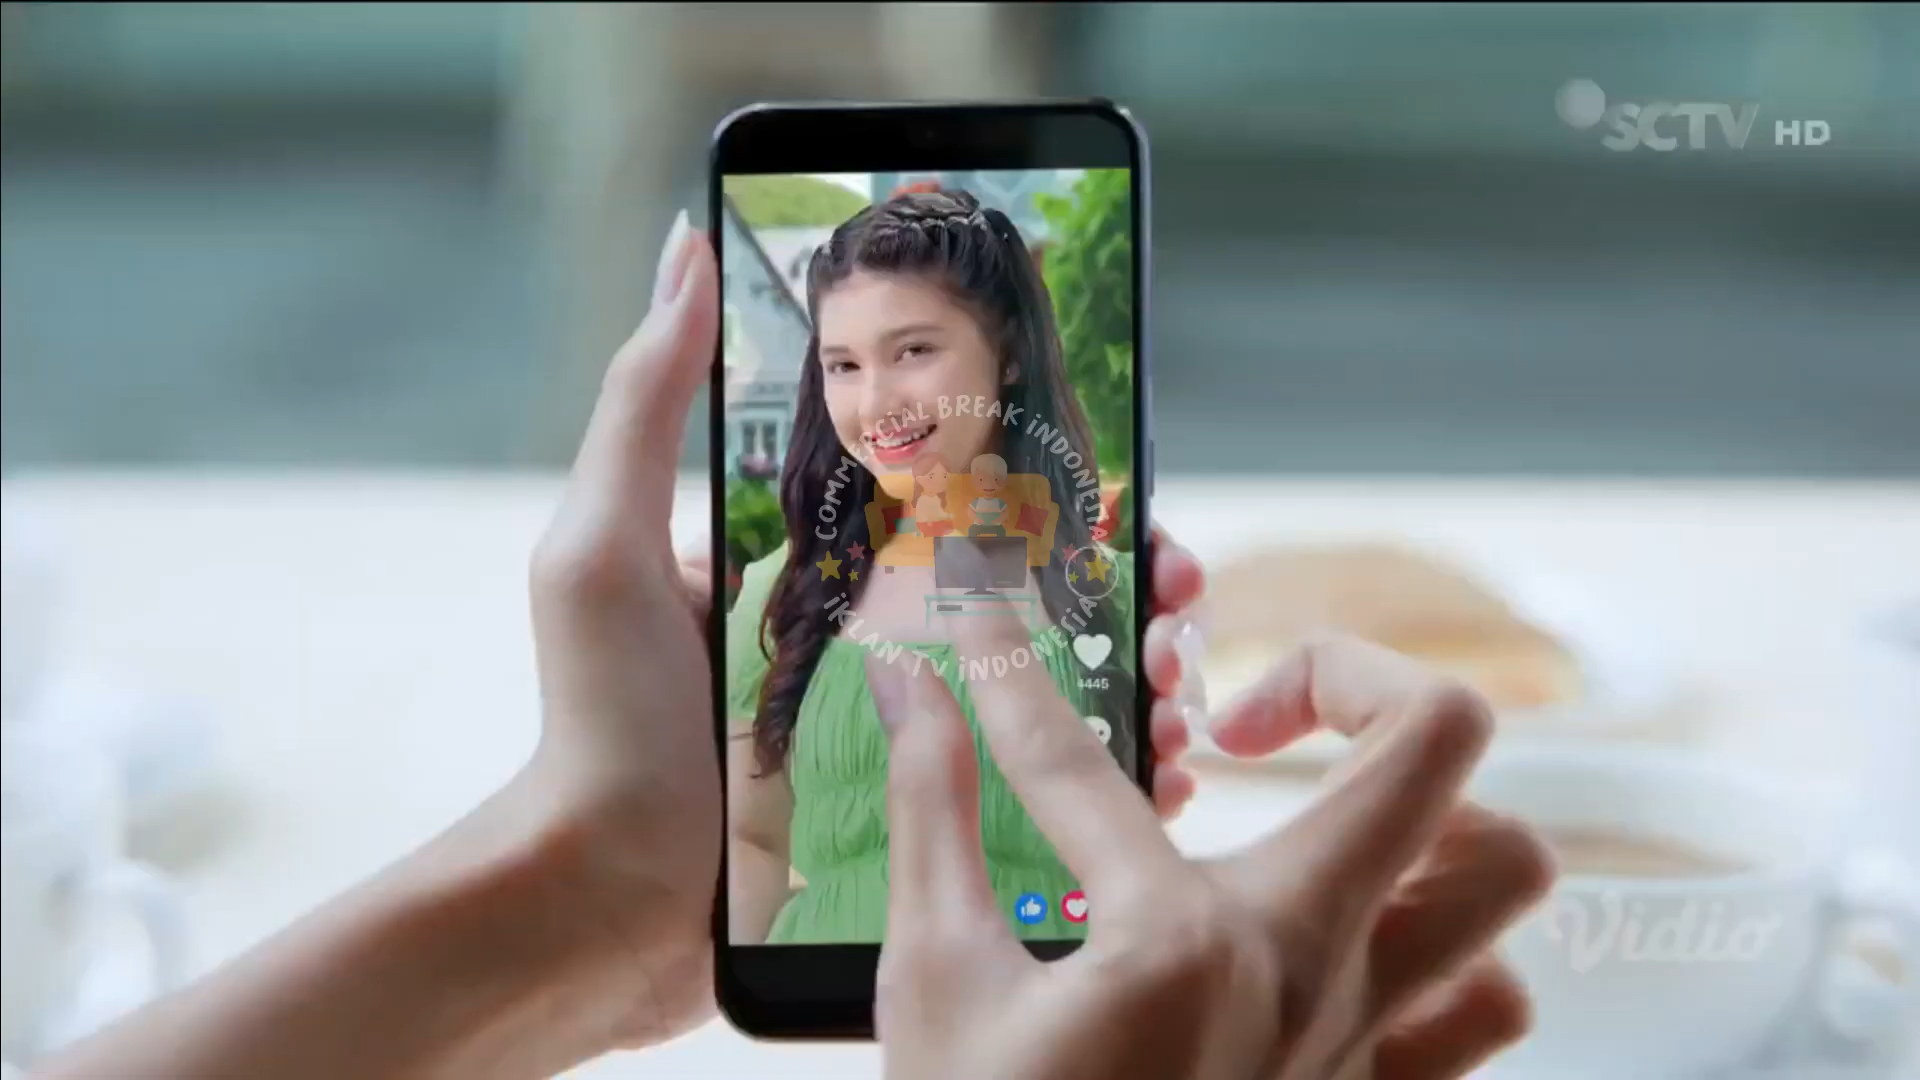 SCTV HD
COMMERCIAL BREAK iNDONESiA
iKLAN TV iNDONESiA
4445
Vidio